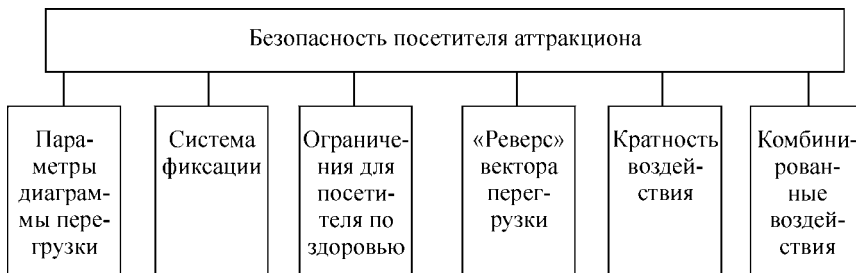 Безопасность посетителя аттракциона
Пара-
метры
диаграм-
мы пере-
грузки
Система
фиксации
Ограниче-
ния для
посети-
теля по
здоровью
«Реверс»
вектора
перег-
рузки
Кратность
воздей-
ствия
Комбини-
рован-
ные
воздей-
ствия